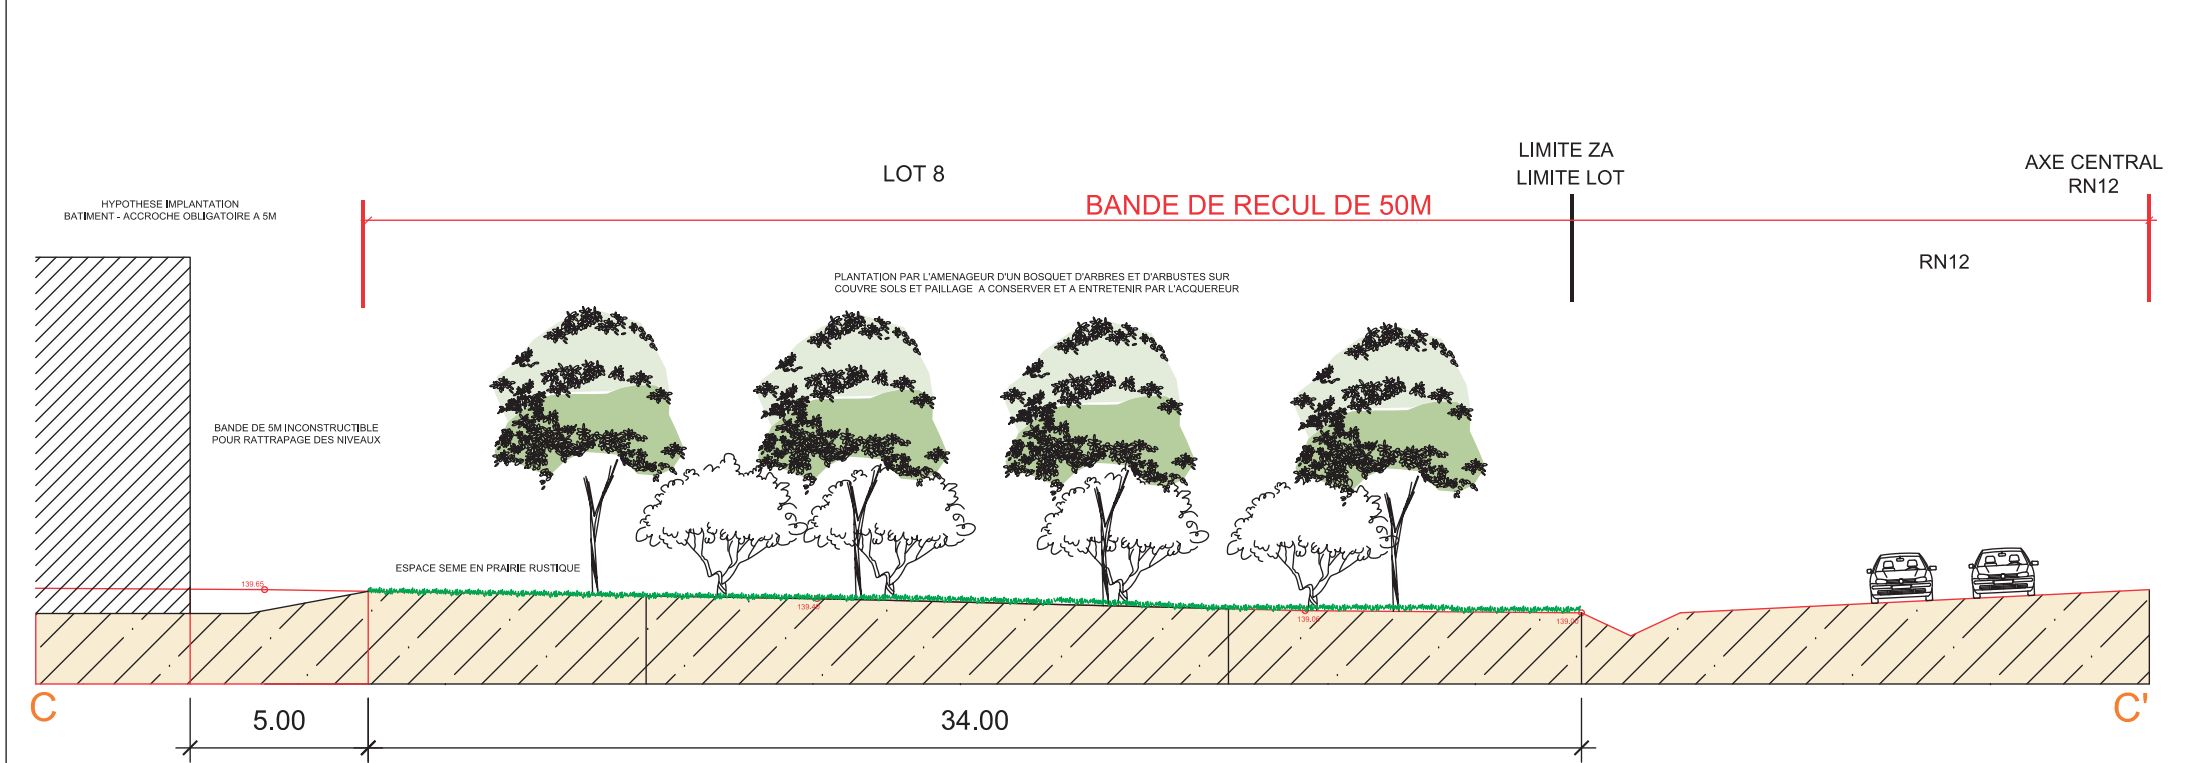 LIMITE ZA
LIMITE LOT
AXE CENTRAL
RN12
LOT 8
HYPOTHESE IMPLANTATION
BATIMENT - ACCROCHE OBLIGATOIRE A 5M
BANDE DE RECUL DE 50M
RN12
PLANTATION PAR L'AMENAGEUR D'UN BOSQUET D'ARBRES ET D'ARBUSTES SUR
COUVRE SOLS ET PAILLAGE A CONSERVER ET A ENTRETENIR PAR L'ACQUEREUR
BANDE DE 5M INCONSTRUCTIBLE
POUR RATTRAPAGE DES NIVEAUX
ESPACE SEME EN PRAIRIE RUSTIQUE
139.65
C
C'
5.00
34.00